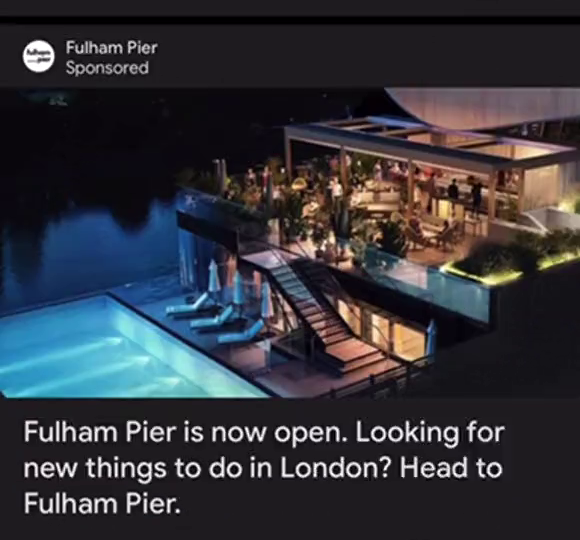 Fulham Pier
Sponsored
Fulham Pier is now open. Looking for
new things to do in London? Head to
Fulham Pier.